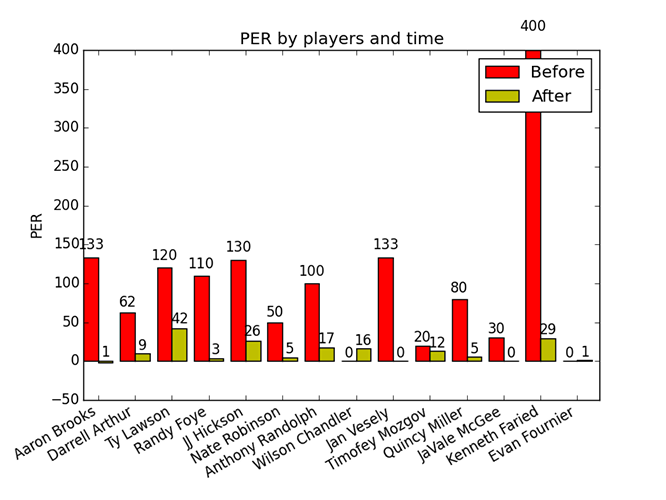 400
PER by players and time
400
350
300
250
200
150
100
50
0
−50
PER
Before
After
133
1
62
9
120
42
110
3
130
26
50
5
100
17
0
16
133
0
20
12
80
5
30
0
29
0
1
Aaron Brooks
Darrell Arthur
Ty Lawson
Randy Foye
JJ Hickson
Nate Robinson
Anthony Randolph
Wilson Chandler
Jan Vesely
Timofey Mozgov
Quincy Miller
JaVale McGee
Kenneth Faried
Evan Fournier